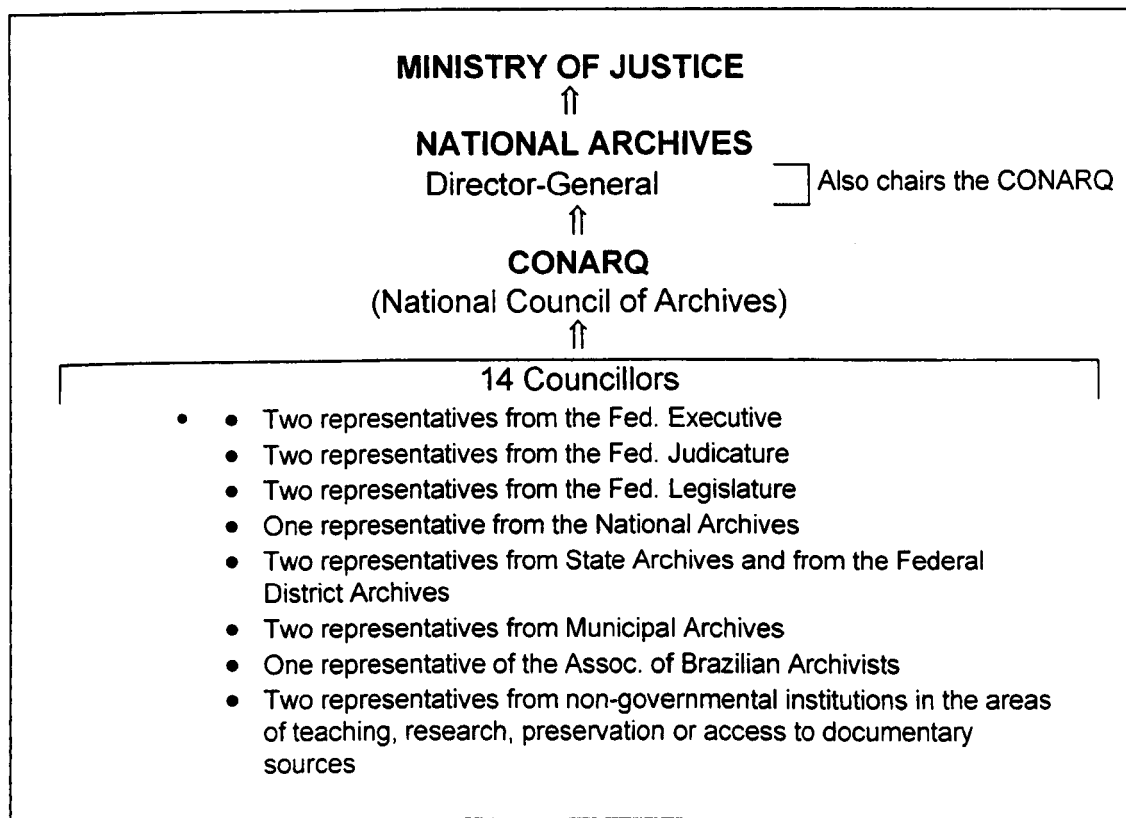 MINISTRY OF JUSTICE
⇑
NATIONAL ARCHIVES
Director-General
Also chairs the CONARQ
⇑
CONARQ
(National Council of Archives)
⇑
14 Councillors
• • Two representatives from the Fed. Executive
• Two representatives from the Fed. Judicature
• Two representatives from the Fed. Legislature
• One representative from the National Archives
• Two representatives from State Archives and from the Federal
District Archives
• Two representatives from Municipal Archives
• One representative of the Assoc. of Brazilian Archivists
• Two representatives from non-governmental institutions in the areas
of teaching, research, preservation or access to documentary
sources